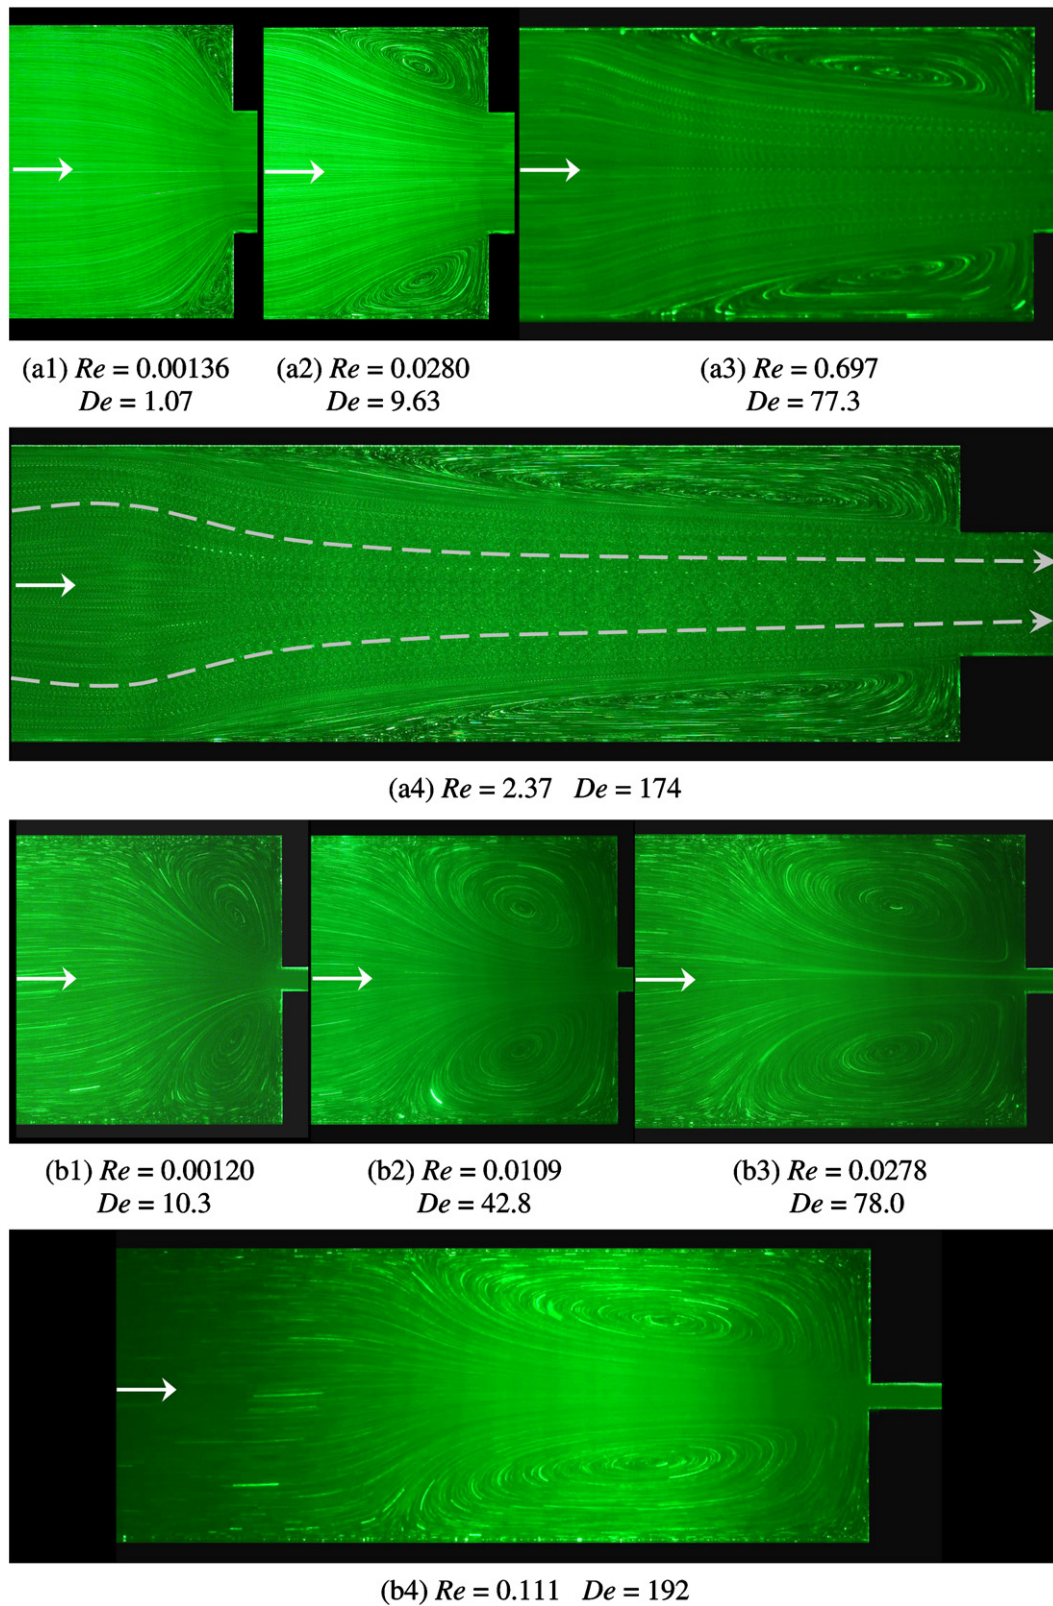 (a1) Re = 0.00136
De = 1.07
(a2) Re = 0.0280
De = 9.63
(a3) Re = 0.697
De = 77.3
(a4) Re = 2.37 De = 174
(b1) Re = 0.00120
De = 10.3
(b2) Re = 0.0109
De = 42.8
(b3) Re = 0.0278
De = 78.0
(b4) Re = 0.111 De = 192